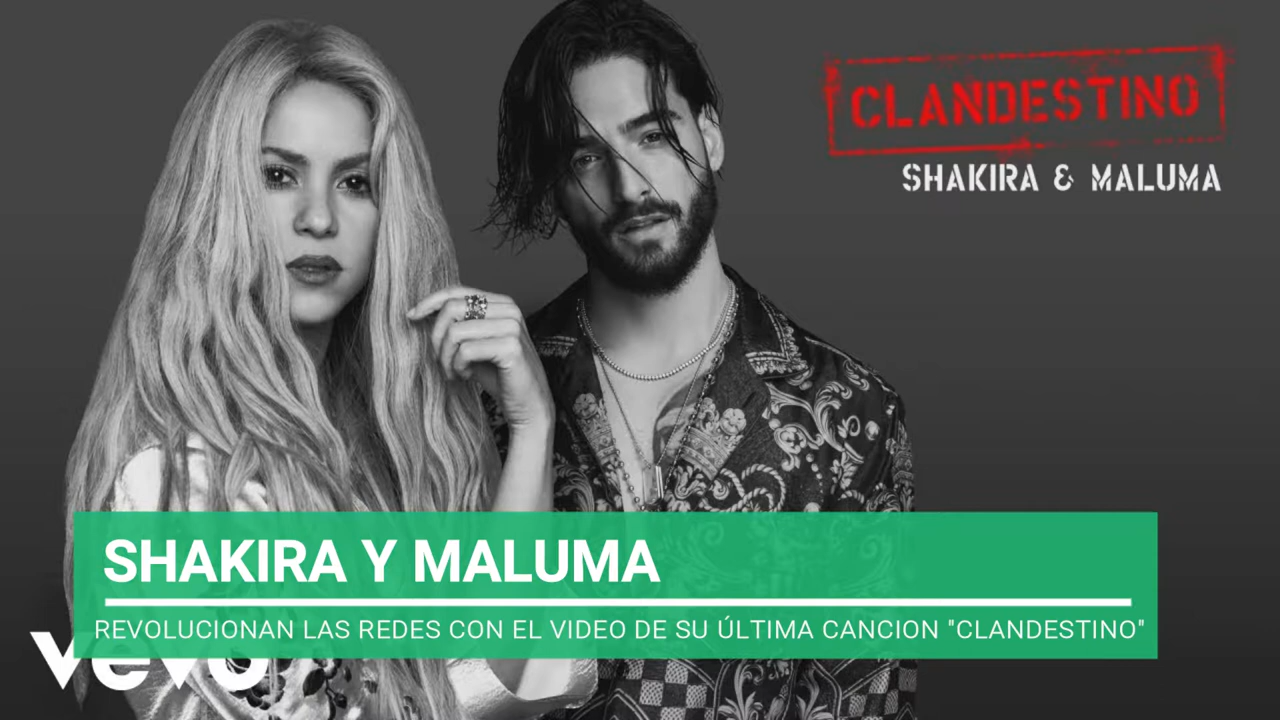 CLANDESTINO
SHAKIRA & MALUMA
SHAKIRA Y MALUMA
REVOLUCIONAN LAS REDES CON EL VIDEO DE SU ÚLTIMA CANCION "CLANDESTINO"
vevo